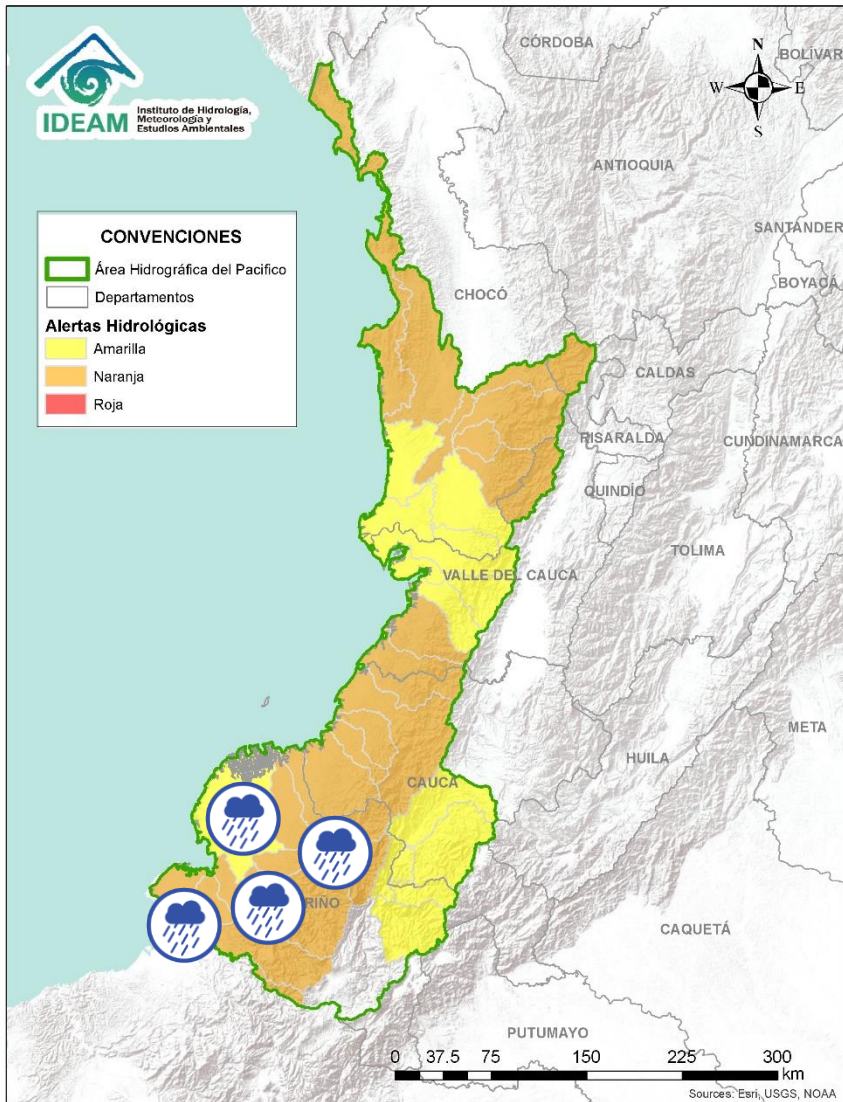 IDEAM
Instituto de Hidrología,
Meteorología y
Estudios Ambientales
CÓRDOBA
BOLÍVAR
N
W
E
S
ANTIOQUIA
SANTANDER
BOYACÁ
CONVENCIONES
Área Hidrográfica del Pacifico
Departamentos
Alertas Hidrológicas
Amarilla
Naranja
Roja
CHOCÓ
CALDAS
RISARALDA
CUNDINAMARCA
QUINDÍO
TOLIMA
VALLE DEL CAUCA
META
HUILA
CAUCA
RIÑO
CAQUETÁ
PUTUMAYO
0 37.5 75 150 225 300
km
Sources: Esri, USGS, NOAA